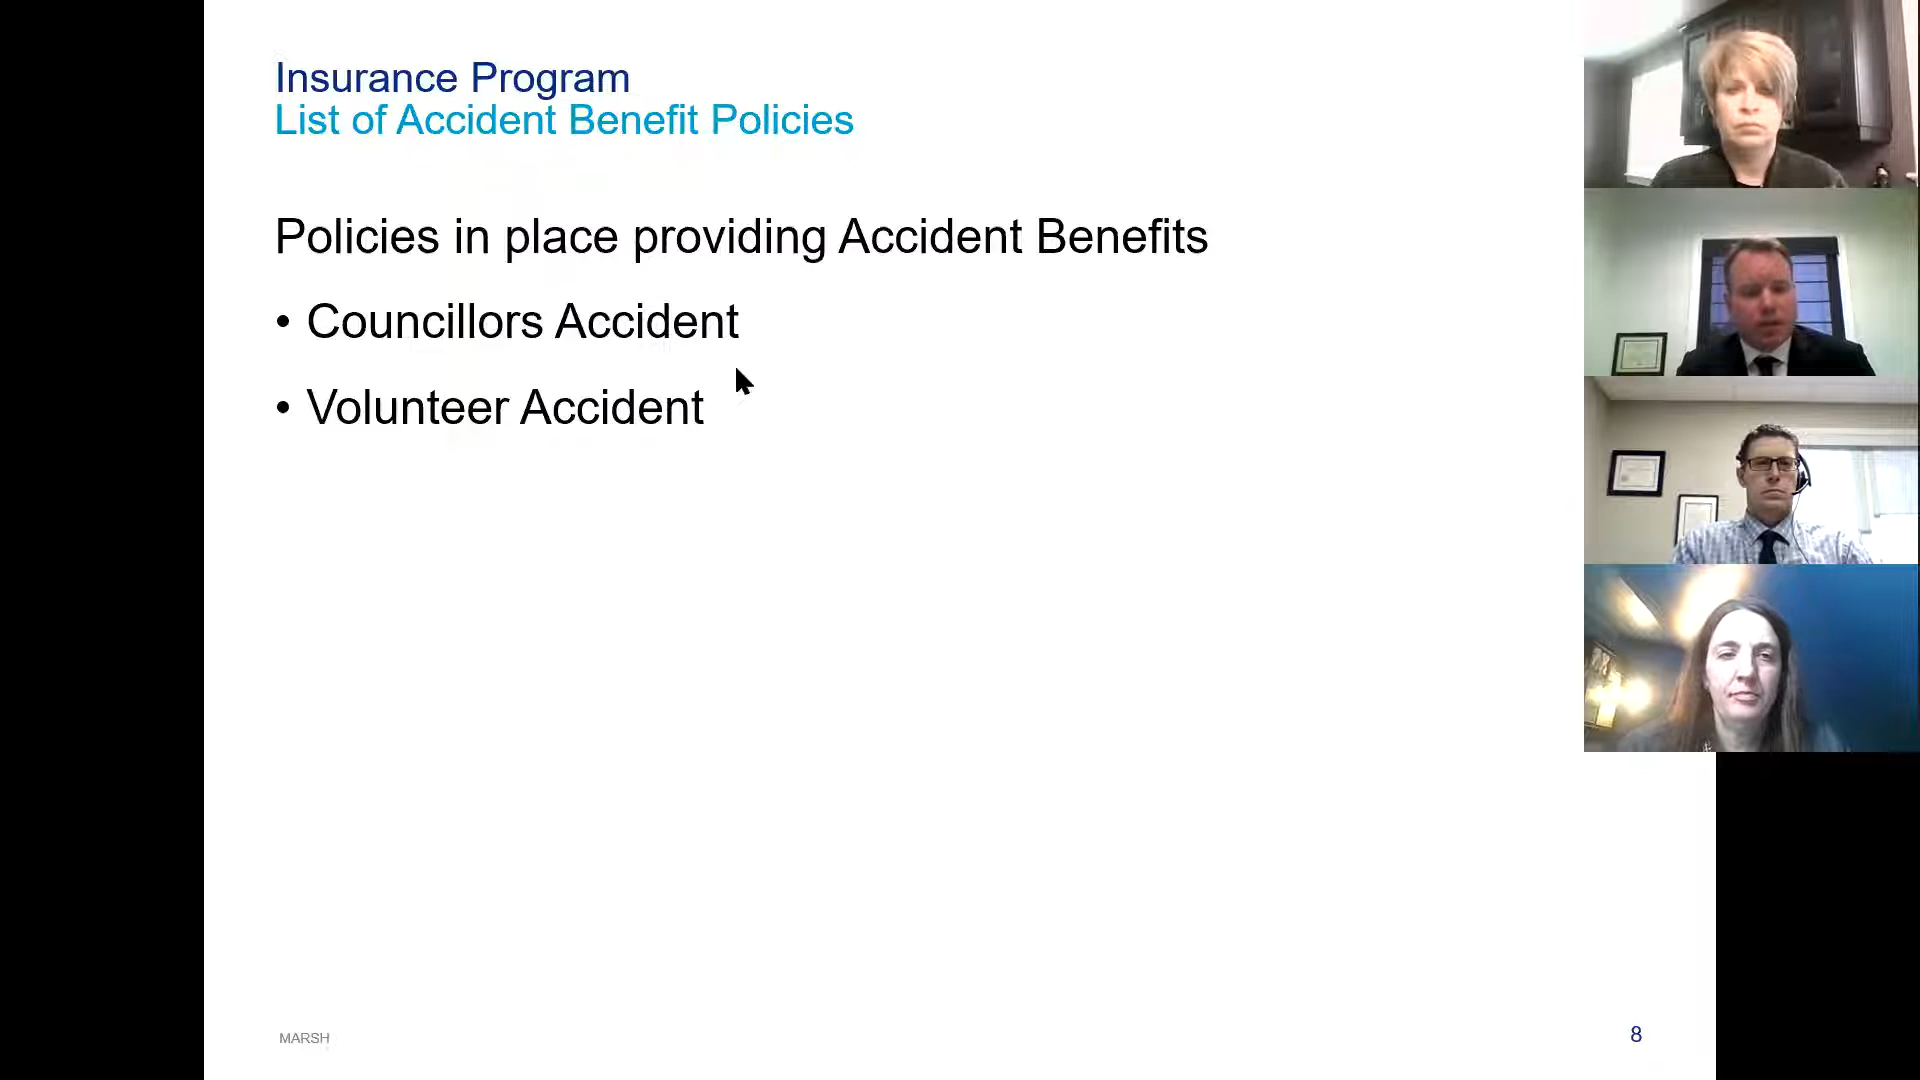 Insurance Program
List of Accident Benefit Policies
Policies in place providing Accident Benefits
• Councillors Accident
• Volunteer Accident
MARSH
8